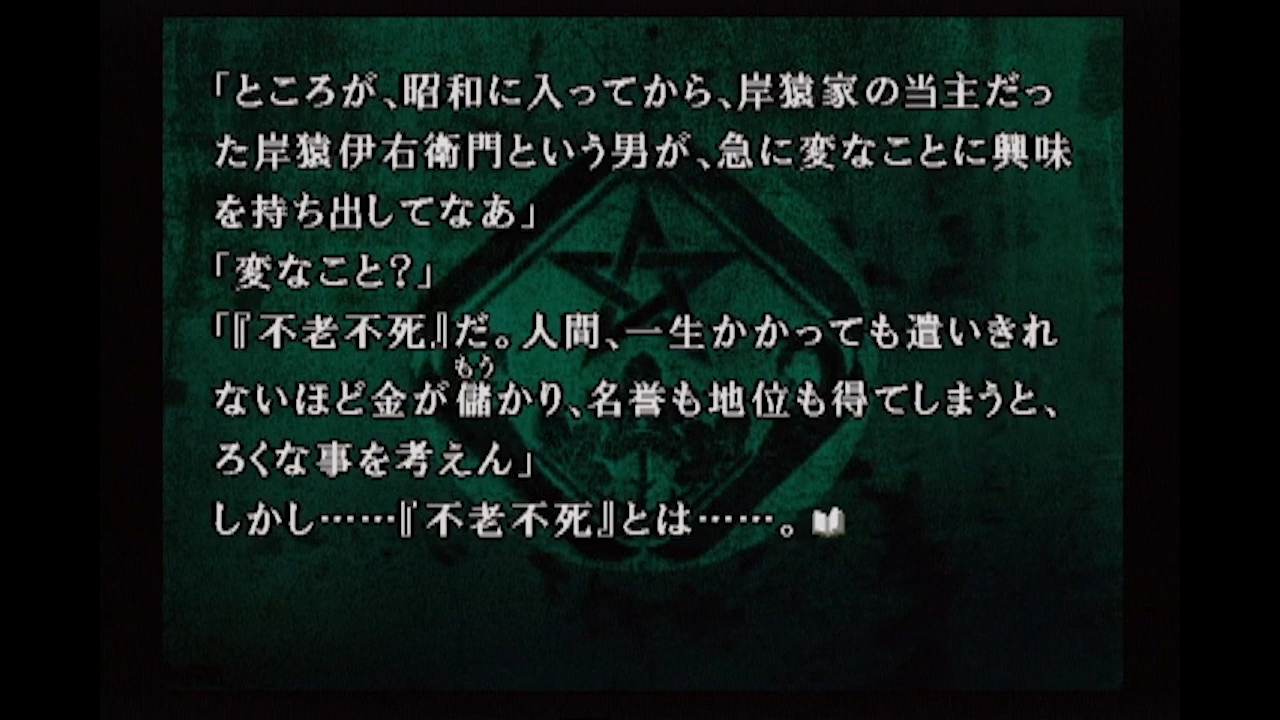 「ところが、昭和に入ってから、岸猿家の当主だっ
た岸猿伊右衛門という男が、急に変なことに興味
を持ち出してなあ」
「変なこと？」
「『不老不死』だ。人間、一生かかっても遣いきれ
もう
ないほど金が儲かり、名誉も地位も得てしまうと、
ろくな事を考えん」
しかし……『不老不死』とは……。